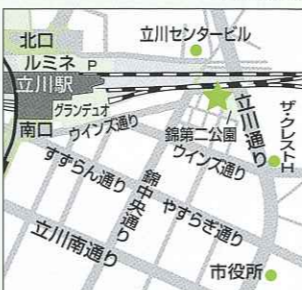 北口
立川センタービル
ルミネ P
立川駅
グランデュオ
ウインズ通り
南口
錦第二公園
ウインズ通り
立川通り
ザ・クレストH
すずらん通り
錦中央通り
やすらぎ通り
立川南通り
市役所